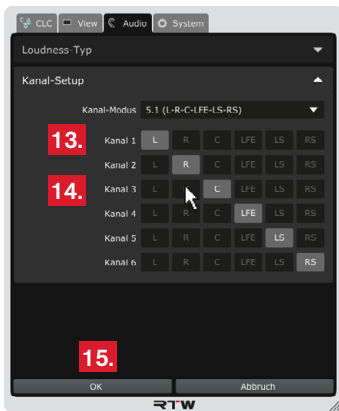 CLC View Audio System
Loudness-Typ
Kanal-Setup
Kanal-Modus 5.1 (L-R-C-LFE-LS-RS)
13. Kanal 1 L R C LFE LS RS
Kanal 2 L R C LFE LS RS
14. Kanal 3 L C LFE LS RS
Kanal 4 L R C LFE LS RS
Kanal 5 L R C LFE LS RS
Kanal 6 L R C LFE LS RS
15.
OK Abbruch
RTW